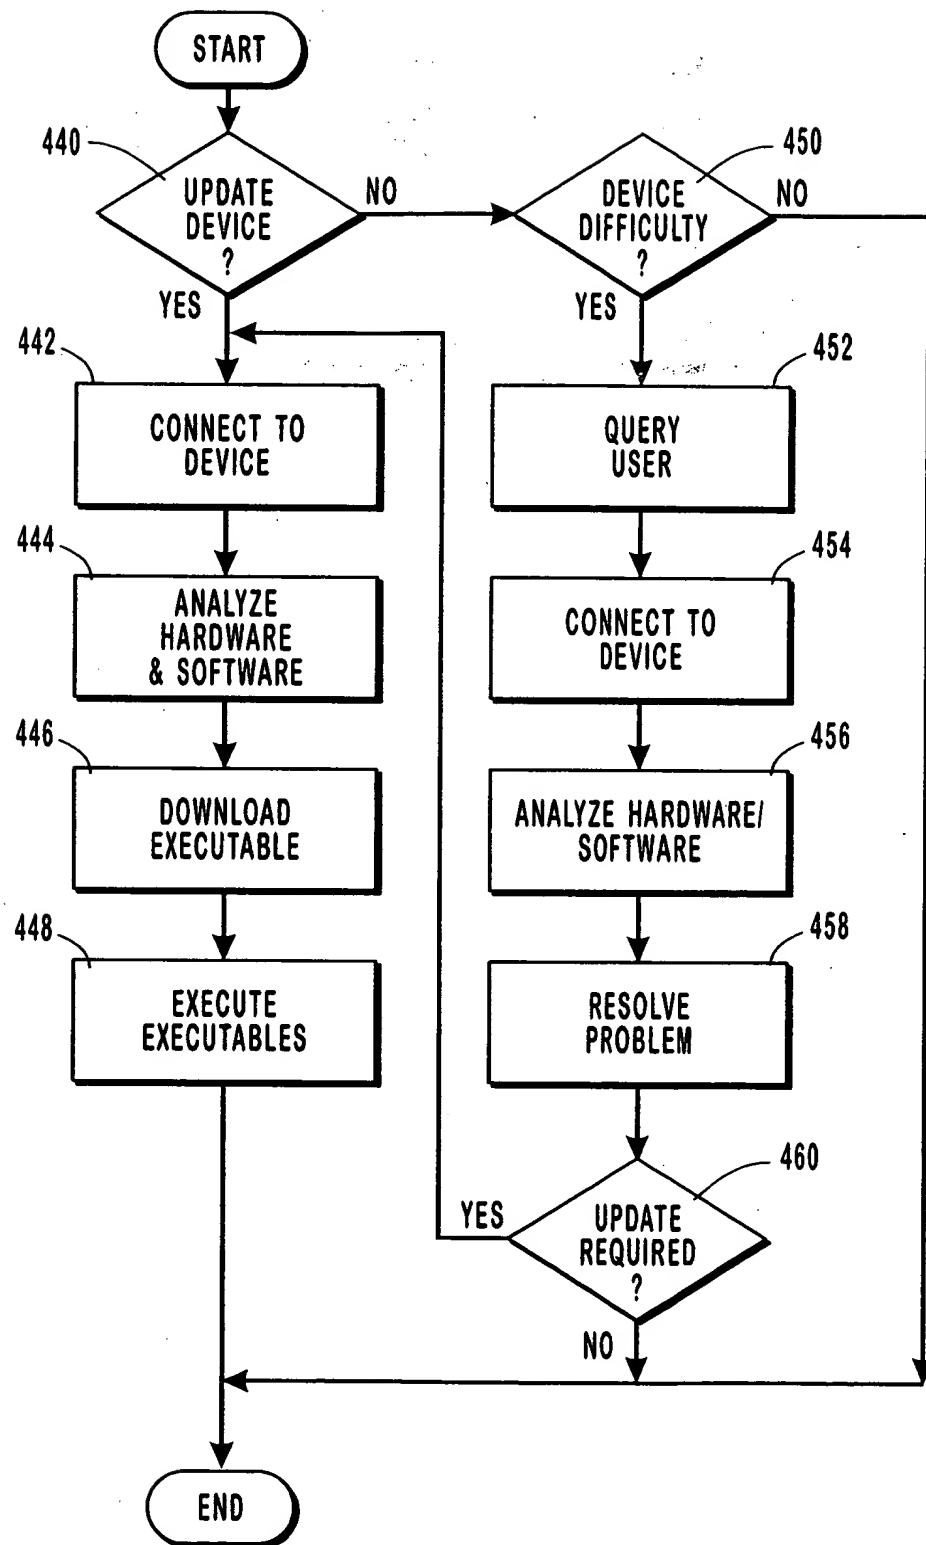 START
440
UPDATE
DEVICE
?
NO
YES
450
DEVICE
DIFFICULTY
?
NO
YES
442
CONNECT TO
DEVICE
452
QUERY
USER
444
ANALYZE
HARDWARE
& SOFTWARE
454
CONNECT TO
DEVICE
446
DOWNLOAD
EXECUTABLE
456
ANALYZE HARDWARE/
SOFTWARE
448
EXECUTE
EXECUTABLES
458
RESOLVE
PROBLEM
460
UPDATE
REQUIRED
?
YES
NO
END